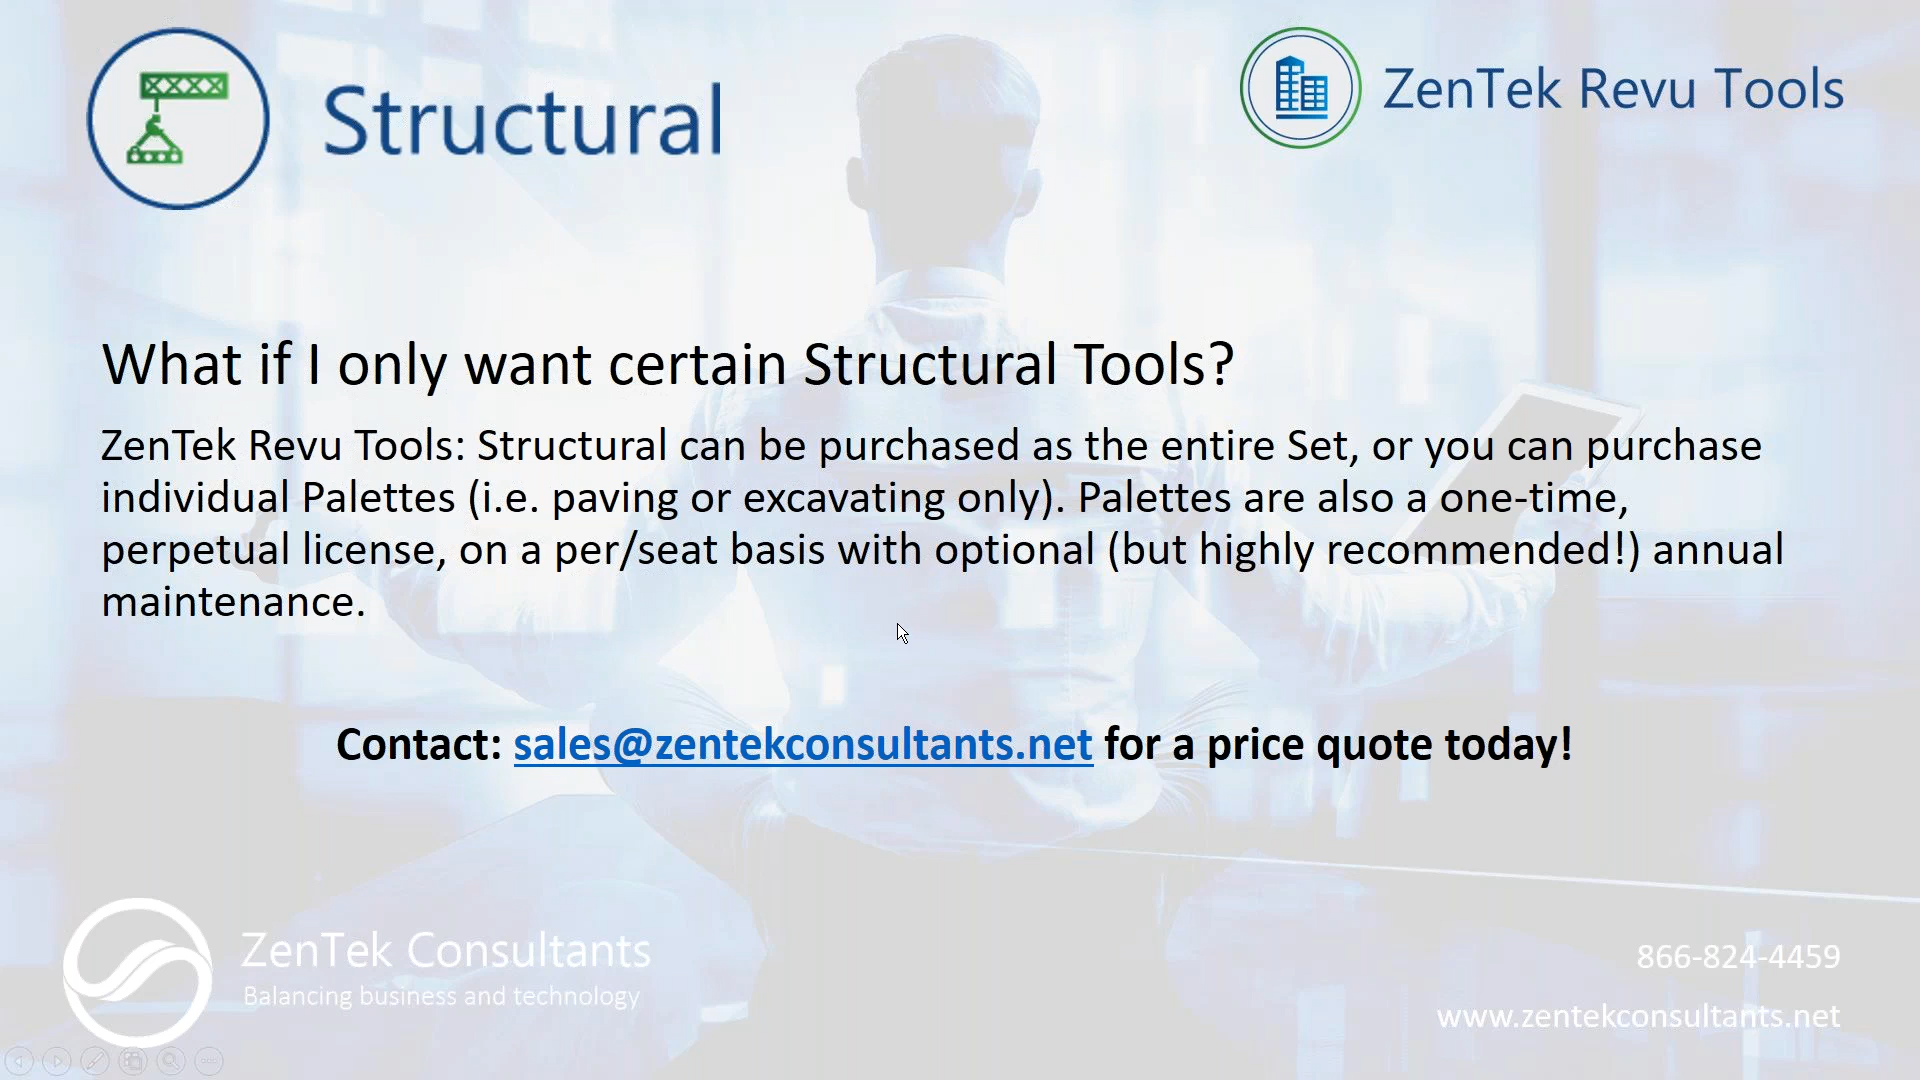 Structural
ZenTek Revu Tools
What if I only want certain Structural Tools?
ZenTek Revu Tools: Structural can be purchased as the entire Set, or you can purchase
individual Palettes (i.e. paving or excavating only). Palettes are also a one-time,
perpetual license, on a per/seat basis with optional (but highly recommended!) annual
maintenance.
Contact: sales@zentekconsultants.net for a price quote today!
ZenTek Consultants
Balancing business and technology
866-824-4459
www.zentekconsultants.net